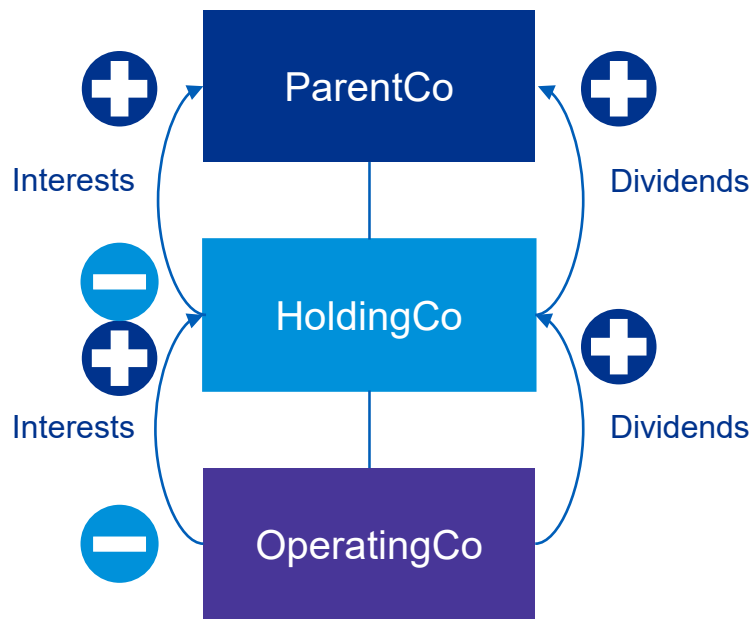 ParentCo
Interests
Dividends
HoldingCo
Interests
Dividends
OperatingCo